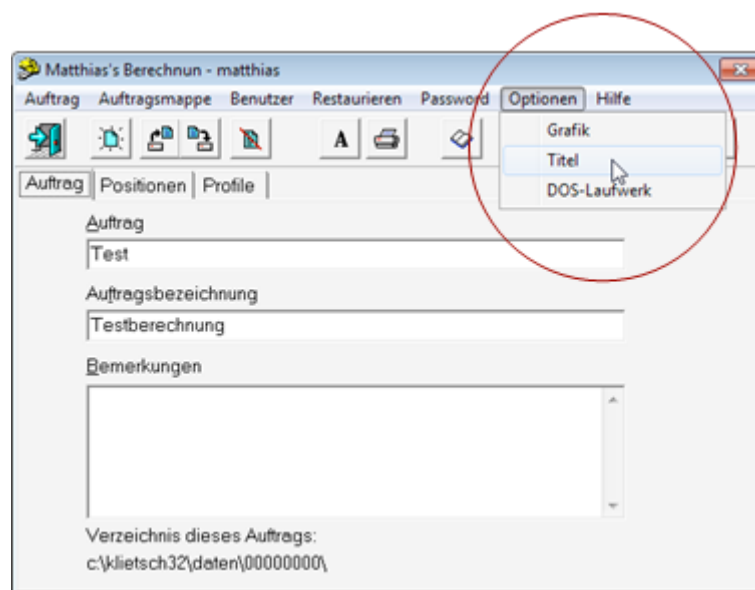 Matthias's Berechnun - matthias
Auftrag Auftragsmappe Benutzer Restaurieren Password Optionen Hilfe
A
Grafik
Titel
DOS-Laufwerk
Auftrag Positionen Profile
Auftrag
Test
Auftragsbezeichnung
Testberechnung
Bemerkungen
Verzeichnis dieses Auftrags:
c:\klietsch32\daten\00000000\